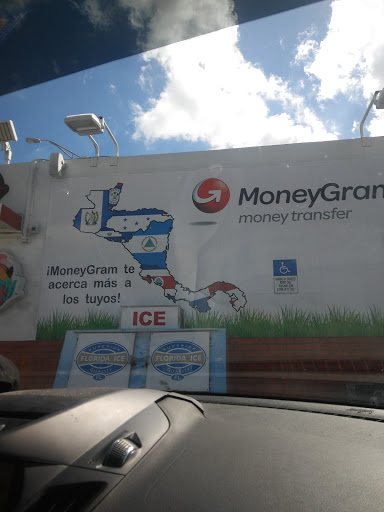 MoneyGram
money transfer
¡MoneyGram te
acerca más a
los tuyos!
ICE
FLORIDA ICE
FLORIDA ICE